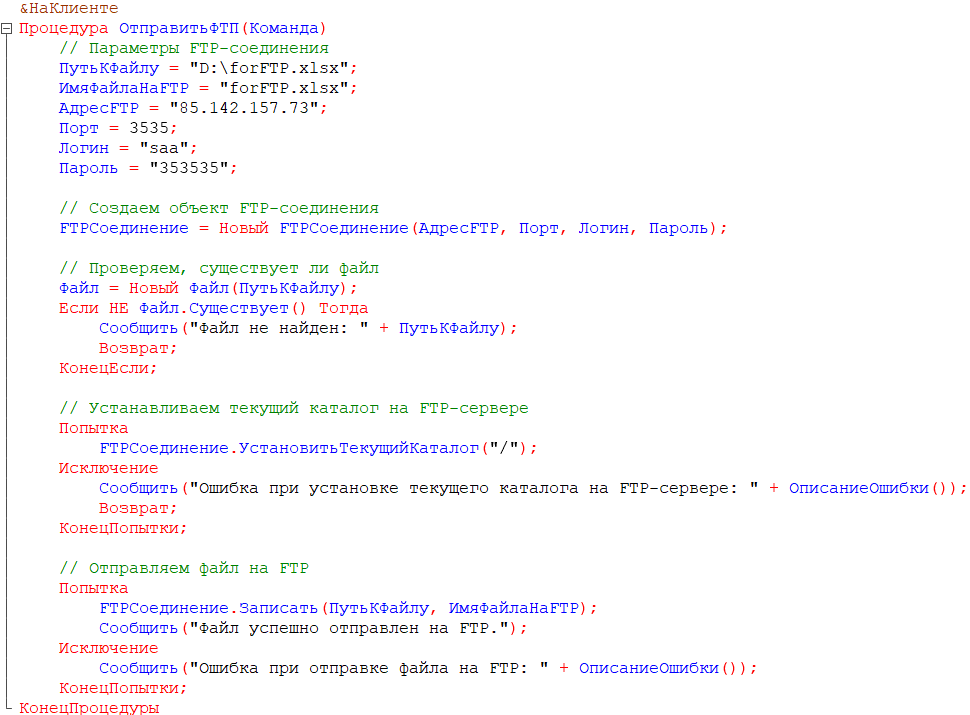 &НаКлиенте
Процедура ОтправитьФТП(Команда)
// Параметры FTP-соединения
ПутьКФайлу = "D:\forFTP.xlsx";
ИмяФайлаНаFTP = "forFTP.xlsx";
АдресFTP = "85.142.157.73";
Порт = 3535;
Логин = "saa";
Пароль = "353535";
// Создаем объект FTP-соединения
FTPСоединение = Новый FTPСоединение(АдресFTP, Порт, Логин, Пароль);
// Проверяем, существует ли файл
Файл = Новый Файл(ПутьКФайлу);
Если НЕ Файл.Существует() Тогда
Сообщить("Файл не найден: " + ПутьКФайлу);
Возврат;
КонецЕсли;
// Устанавливаем текущий каталог на FTP-сервере
Попытка
FTPСоединение.УстановитьТекущийКаталог("/");
Исключение
Сообщить("Ошибка при установке текущего каталога на FTP-сервере: " + ОписаниеОшибки());
Возврат;
КонецПопытки;
// Отправляем файл на FTP
Попытка
FTPСоединение.Записать(ПутьКФайлу, ИмяФайлаНаFTP);
Сообщить("Файл успешно отправлен на FTP.");
Исключение
Сообщить("Ошибка при отправке файла на FTP: " + ОписаниеОшибки());
КонецПопытки;
КонецПроцедуры